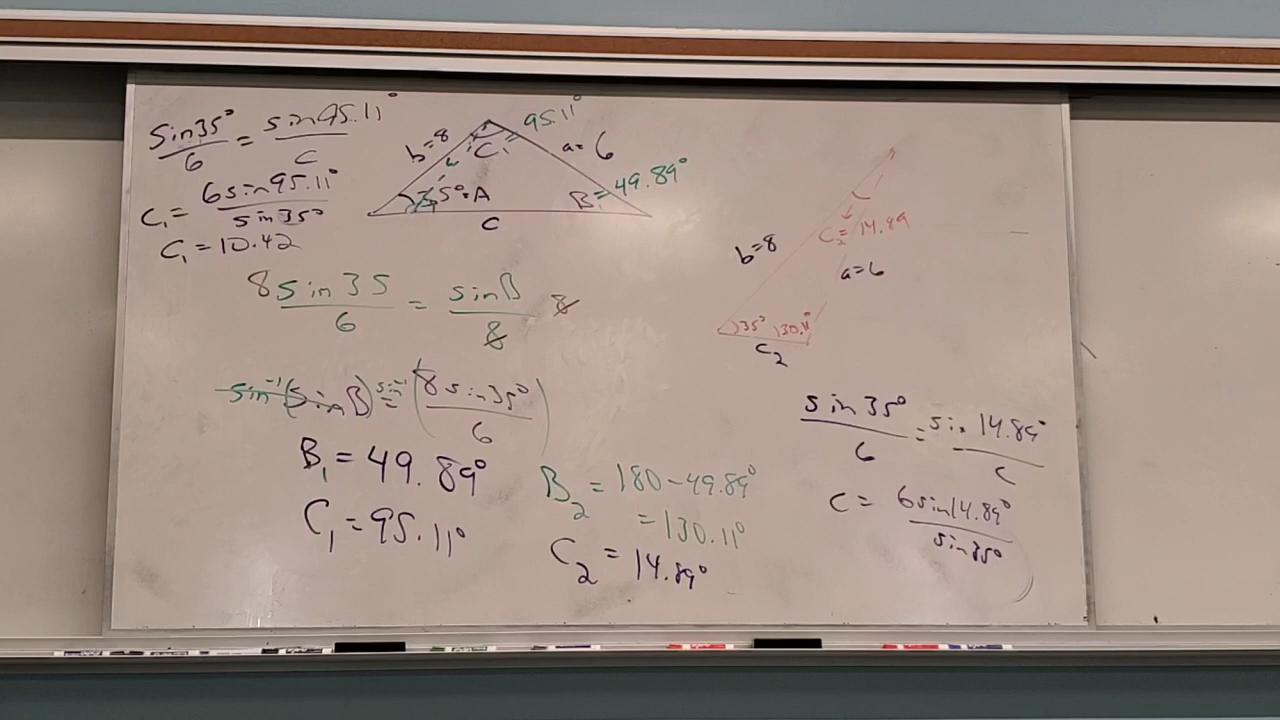 sin35° / 6 = sin95.11° / c
C₁ = 6sin95.11° / sin35°
C₁ = 10.42
b=8
C₁ = 95.11°
a=6
35°=A
B₁=49.89°
c
8 sin35 / 6 = sinB / 8 8
sin⁻¹(sinB) = sin⁻¹(8sin35° / 6)
B₁ = 49.89°
C₁ = 95.11°
B₂ = 180-49.89°
= 130.11°
C₂ = 14.89°
b=8
C₂= 14.89
a=6
35° 130.11°
C₂
sin35° / 6 = sin14.89° / c
C = 6sin14.89° / sin35°